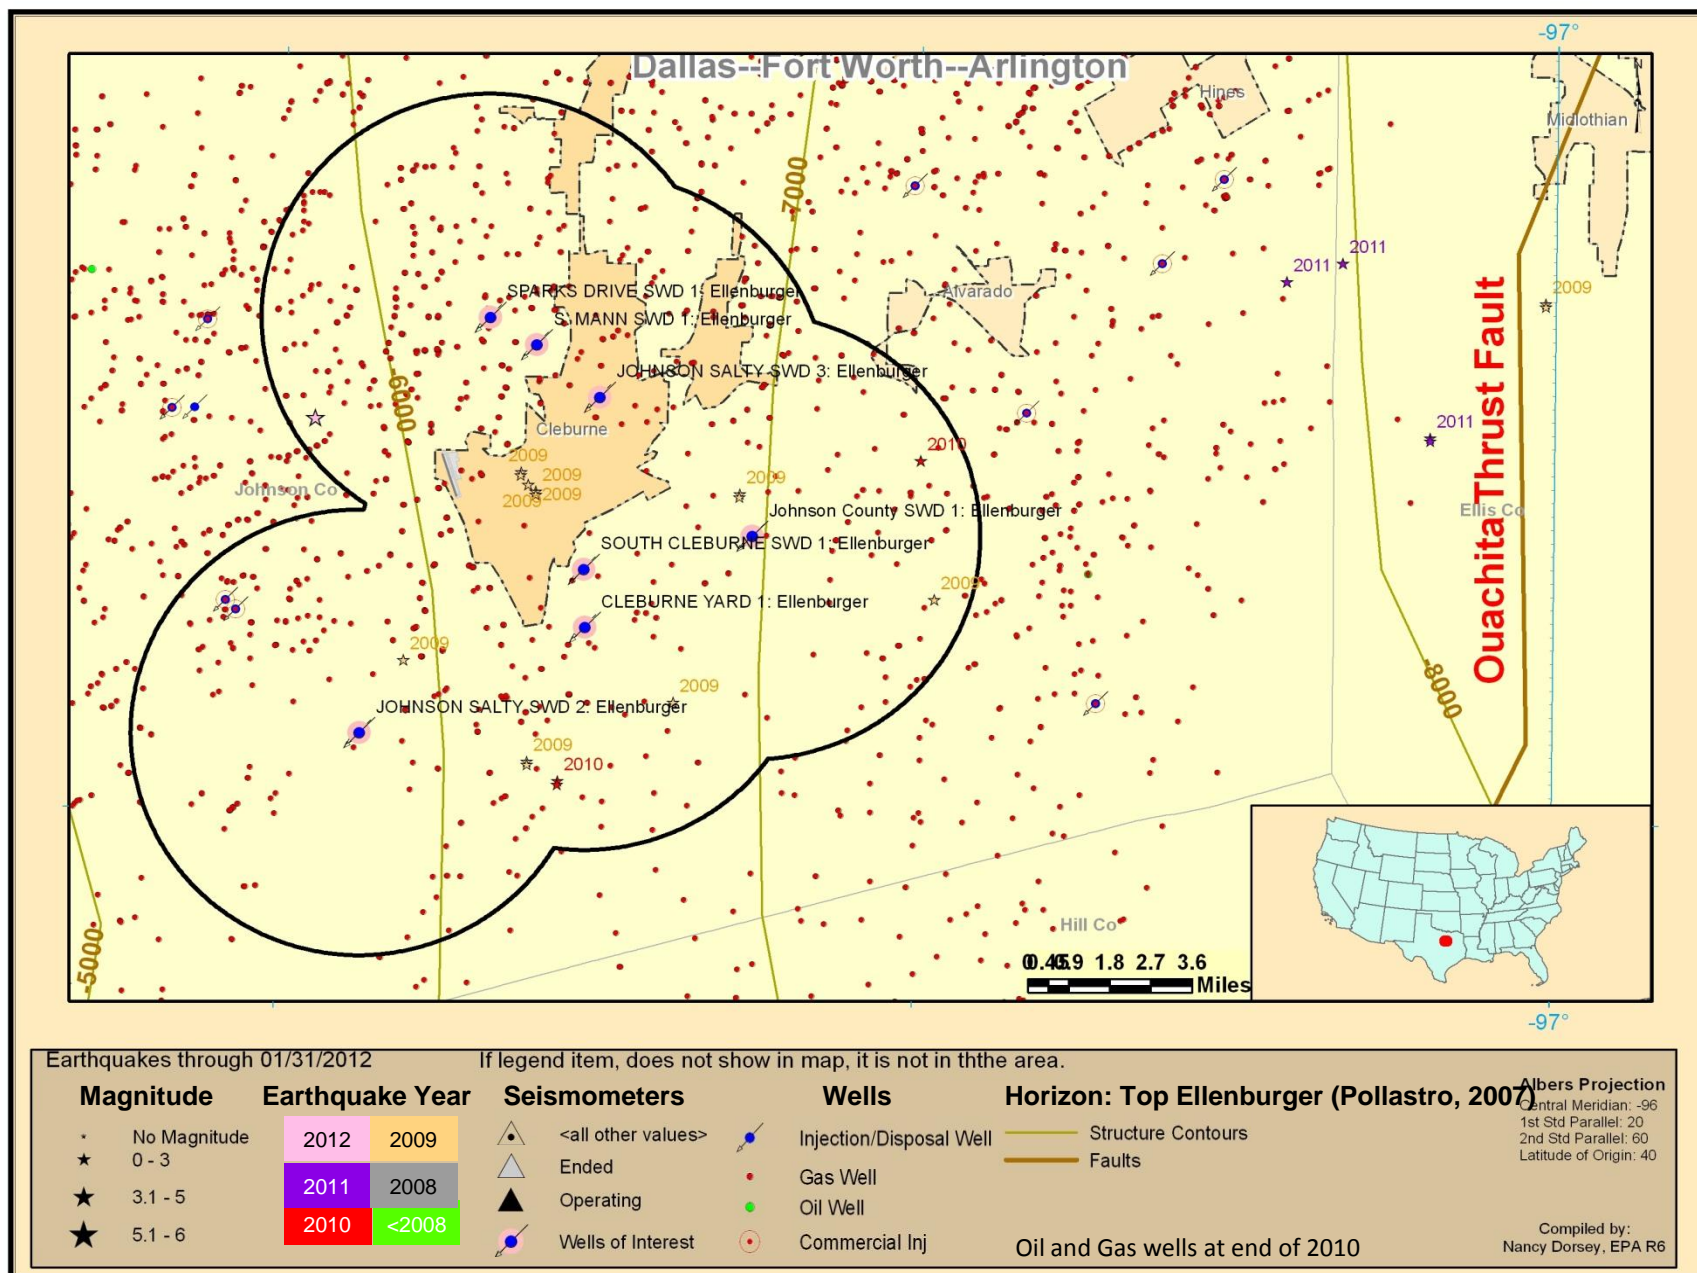 -97°
Dallas--Fort Worth--Arlington
Hines
Midlothian
N
-7000
2011
2011
2009
SPARKS DRIVE SWD 1: Ellenburger
Alvarado
S. MANN SWD 1: Ellenburger
JOHNSON SALTY SWD 3: Ellenburger
-6000
Cleburne
2011
2010
2009
2009
2009
2009
2009
Johnson Co
Johnson County SWD 1: Ellenburger
Ellis Co
Ouachita Thrust Fault
SOUTH CLEBURNE SWD 1: Ellenburger
2009
CLEBURNE YARD 1: Ellenburger
2009
2009
-8000
JOHNSON SALTY SWD 2: Ellenburger
2009
2010
-5000
Hill Co
0 0.45 0.9 1.8 2.7 3.6
Miles
-97°
Earthquakes through 01/31/2012
If legend item, does not show in map, it is not in ththe area.
Magnitude
No Magnitude
0 - 3
3.1 - 5
5.1 - 6
Earthquake Year
2012 2009
2011 2008
2010 <2008
Seismometers
<all other values>
Ended
Operating
Wells of Interest
Wells
Injection/Disposal Well
Gas Well
Oil Well
Commercial Inj
Horizon: Top Ellenburger (Pollastro, 2007)
Structure Contours
Faults
Oil and Gas wells at end of 2010
Albers Projection
Central Meridian: -96
1st Std Parallel: 20
2nd Std Parallel: 60
Latitude of Origin: 40
Compiled by:
Nancy Dorsey, EPA R6